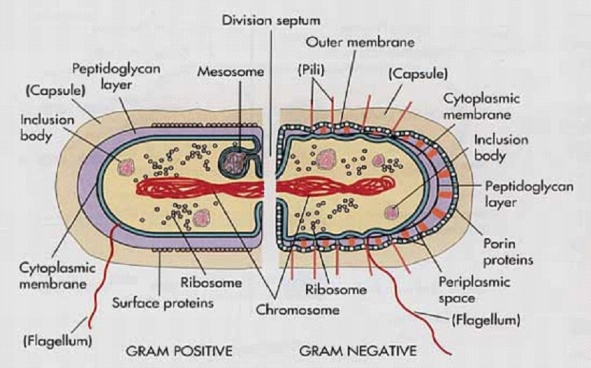 Division septum
Outer membrane
Peptidoglycan
layer
Mesosome
(Pili)
(Capsule)
(Capsule)
Cytoplasmic
membrane
Inclusion
body
Inclusion
body
Peptidoglycan
layer
Porin
proteins
Cytoplasmic
membrane
Ribosome
Ribosome
Periplasmic
space
Surface proteins
Chromosome
(Flagellum)
(Flagellum)
GRAM POSITIVE
GRAM NEGATIVE